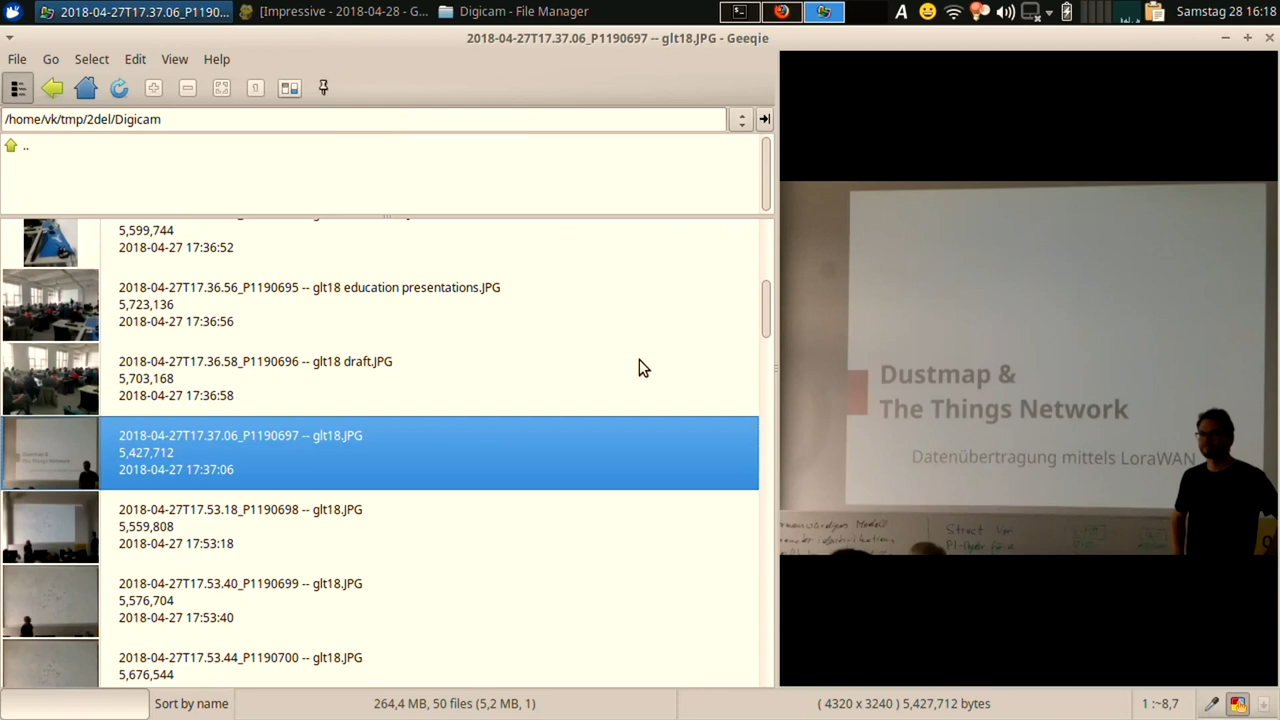 2018-04-27T17.37.06_P1190...
[Impressive - 2018-04-28 - G...
Digicam - File Manager
A
Samstag 28 16:18
2018-04-27T17.37.06_P1190697 -- glt18.JPG - Geeqie
File Go Select Edit View Help
/home/vk/tmp/2del/Digicam
..
5,599,744
2018-04-27 17:36:52
2018-04-27T17.36.56_P1190695 -- glt18 education presentations.JPG
5,723,136
2018-04-27 17:36:56
2018-04-27T17.36.58_P1190696 -- glt18 draft.JPG
5,703,168
2018-04-27 17:36:58
2018-04-27T17.37.06_P1190697 -- glt18.JPG
5,427,712
2018-04-27 17:37:06
2018-04-27T17.53.18_P1190698 -- glt18.JPG
5,559,808
2018-04-27 17:53:18
2018-04-27T17.53.40_P1190699 -- glt18.JPG
5,576,704
2018-04-27 17:53:40
2018-04-27T17.53.44_P1190700 -- glt18.JPG
5,676,544
Dustmap &
The Things Network
Datenübertragung mittels LoraWAN
Sort by name
264,4 MB, 50 files (5,2 MB, 1)
( 4320 x 3240 ) 5,427,712 bytes
1 :~8,7